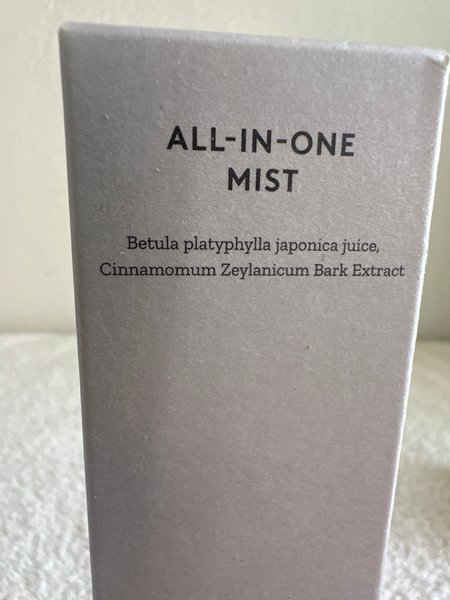 ALL-IN-ONE
MIST
Betula platyphylla japonica juice,
Cinnamomum Zeylanicum Bark Extract